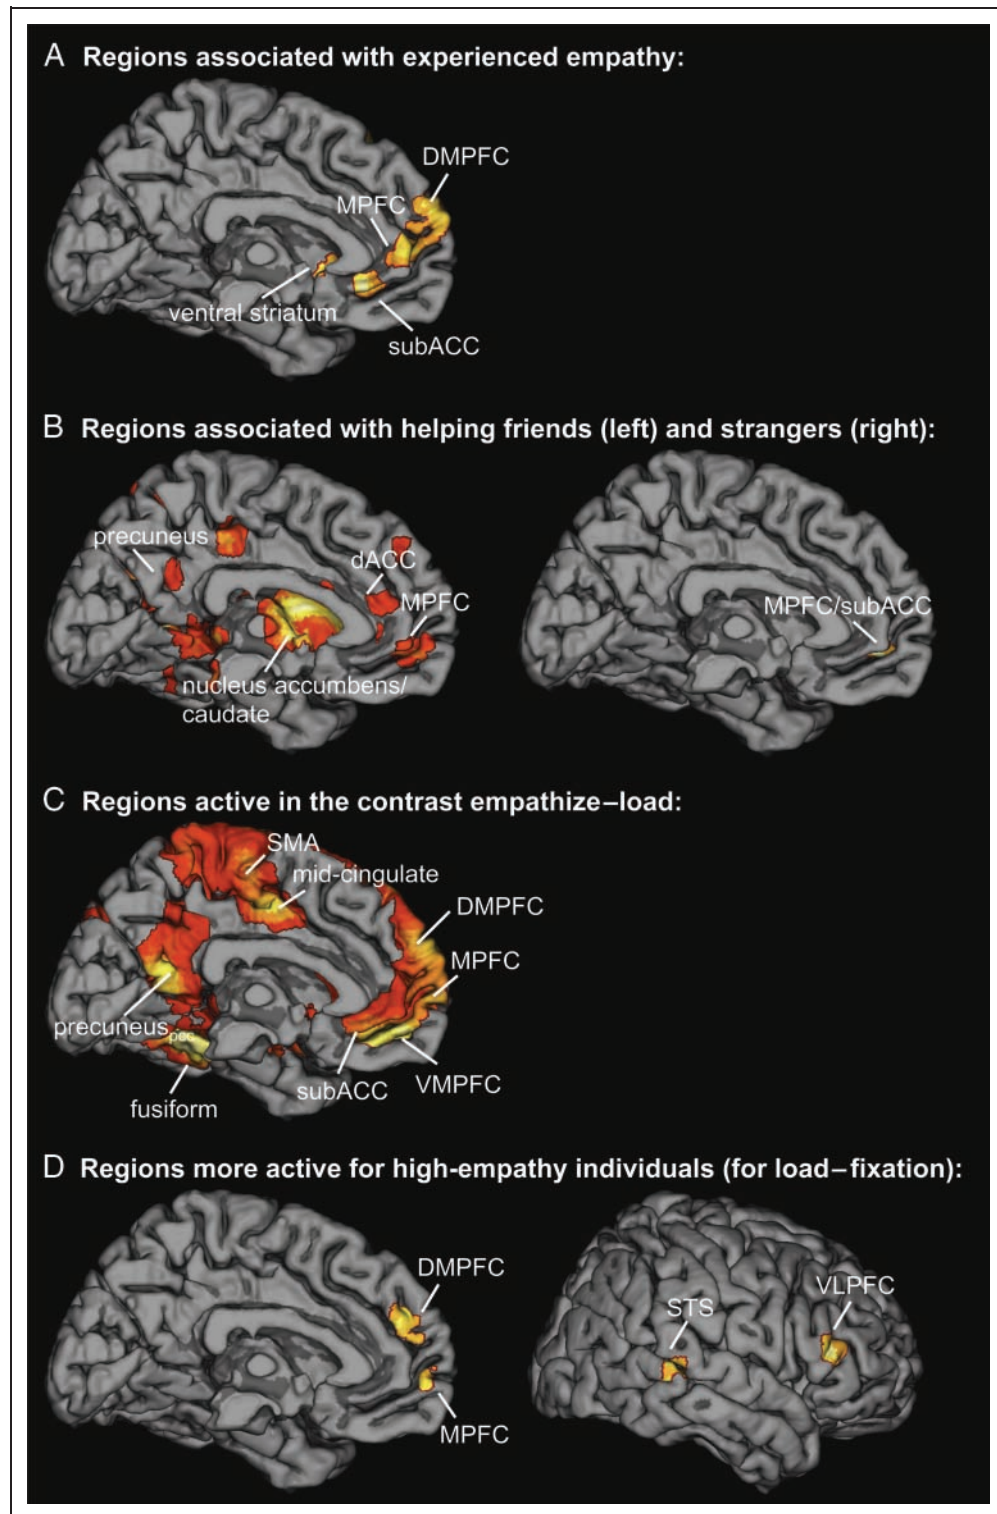 A Regions associated with experienced empathy:
DMPFC
MPFC
ventral striatum
subACC
B Regions associated with helping friends (left) and strangers (right):
precuneus
dACC
MPFC
nucleus accumbens/
caudate
MPFC/subACC
C Regions active in the contrast empathize–load:
SMA
mid-cingulate
DMPFC
MPFC
precuneus pcc
subACC
VMPFC
fusiform
D Regions more active for high-empathy individuals (for load–fixation):
DMPFC
MPFC
STS
VLPFC